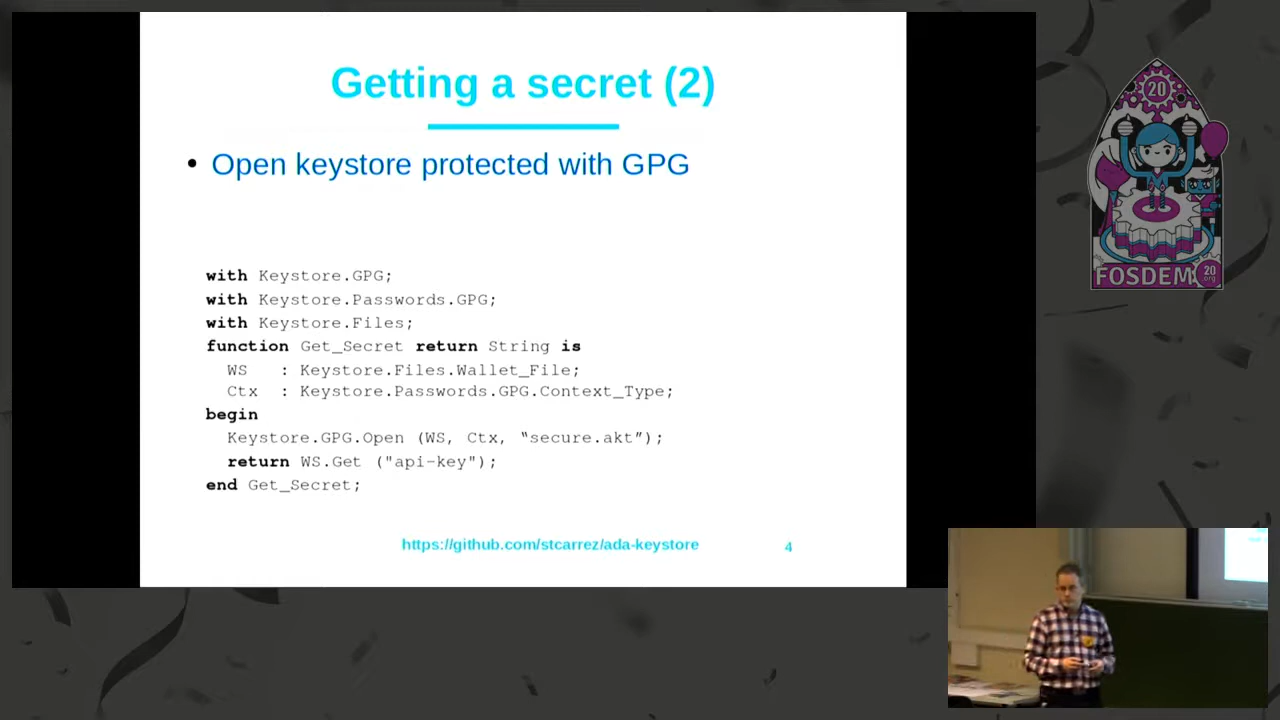 Getting a secret (2)
• Open keystore protected with GPG
with Keystore.GPG;
with Keystore.Passwords.GPG;
with Keystore.Files;
function Get_Secret return String is
WS : Keystore.Files.Wallet_File;
Ctx : Keystore.Passwords.GPG.Context_Type;
begin
Keystore.GPG.Open (WS, Ctx, “secure.akt”);
return WS.Get ("api-key");
end Get_Secret;
https://github.com/stcarrez/ada-keystore
4
20
FOSDEM
20
org